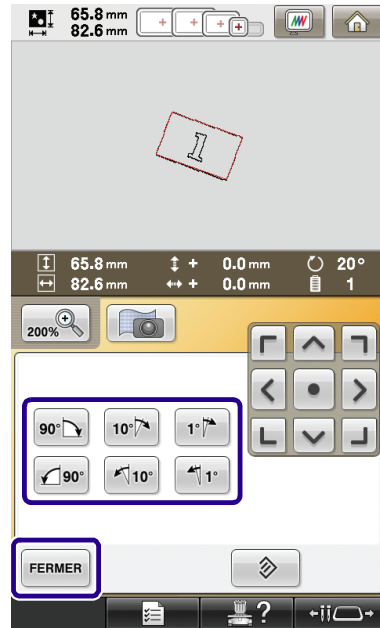 65.8 mm
82.6 mm
1
65.8 mm + 0.0 mm 20°
82.6 mm + 0.0 mm 1
200%
90° 10° 1°
90° 10° 1°
FERMER
?